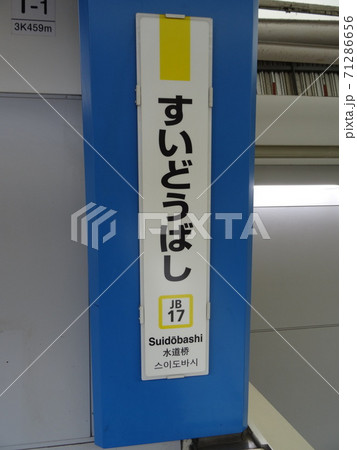 1-1
3K459m
すいどうばし
JB
17
Suidōbashi
水道桥
스이도바시
PIXTA
pixta.jp - 71286656